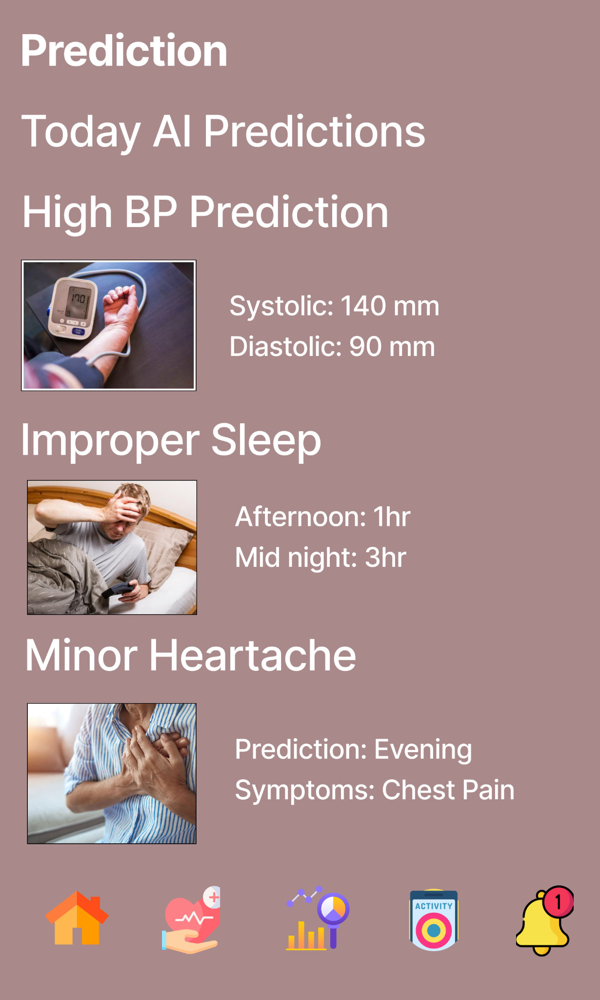 Prediction
Today AI Predictions
High BP Prediction
170
Systolic: 140 mm
Diastolic: 90 mm
Improper Sleep
Afternoon: 1hr
Mid night: 3hr
Minor Heartache
Prediction: Evening
Symptoms: Chest Pain
ACTIVITY
1